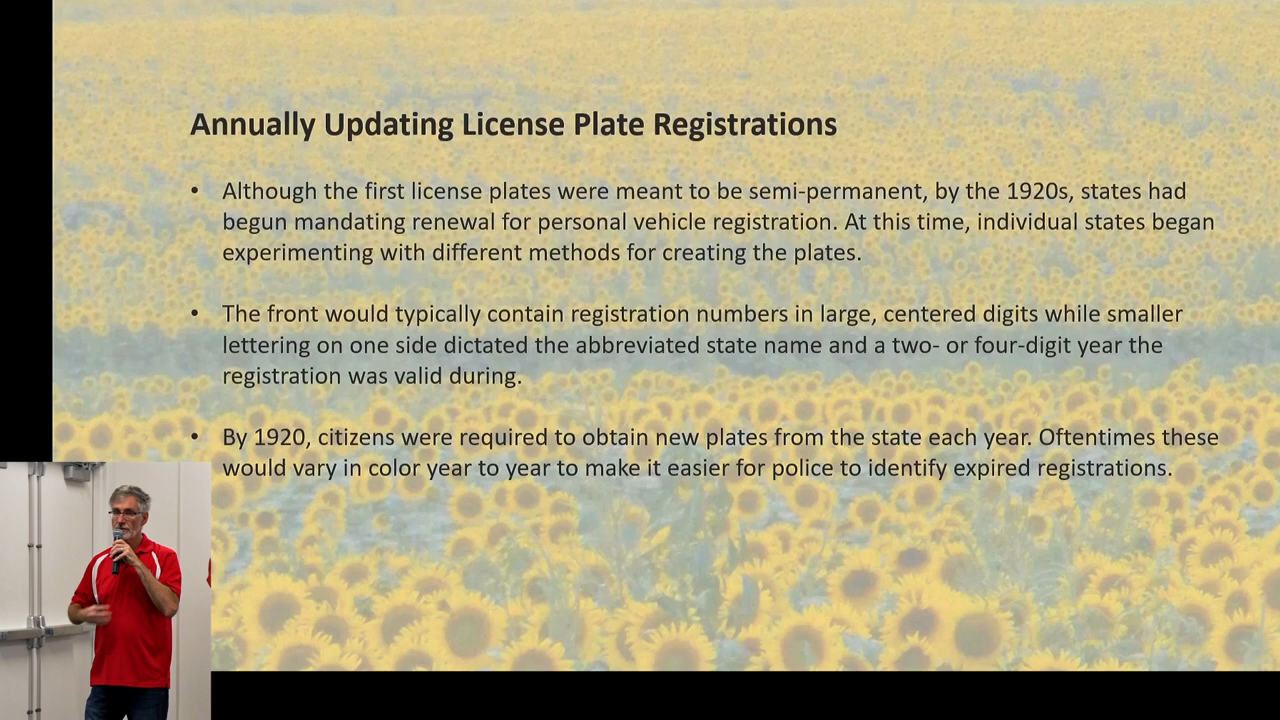 Annually Updating License Plate Registrations
• Although the first license plates were meant to be semi-permanent, by the 1920s, states had
begun mandating renewal for personal vehicle registration. At this time, individual states began
experimenting with different methods for creating the plates.
• The front would typically contain registration numbers in large, centered digits while smaller
lettering on one side dictated the abbreviated state name and a two- or four-digit year the
registration was valid during.
• By 1920, citizens were required to obtain new plates from the state each year. Oftentimes these
would vary in color year to year to make it easier for police to identify expired registrations.